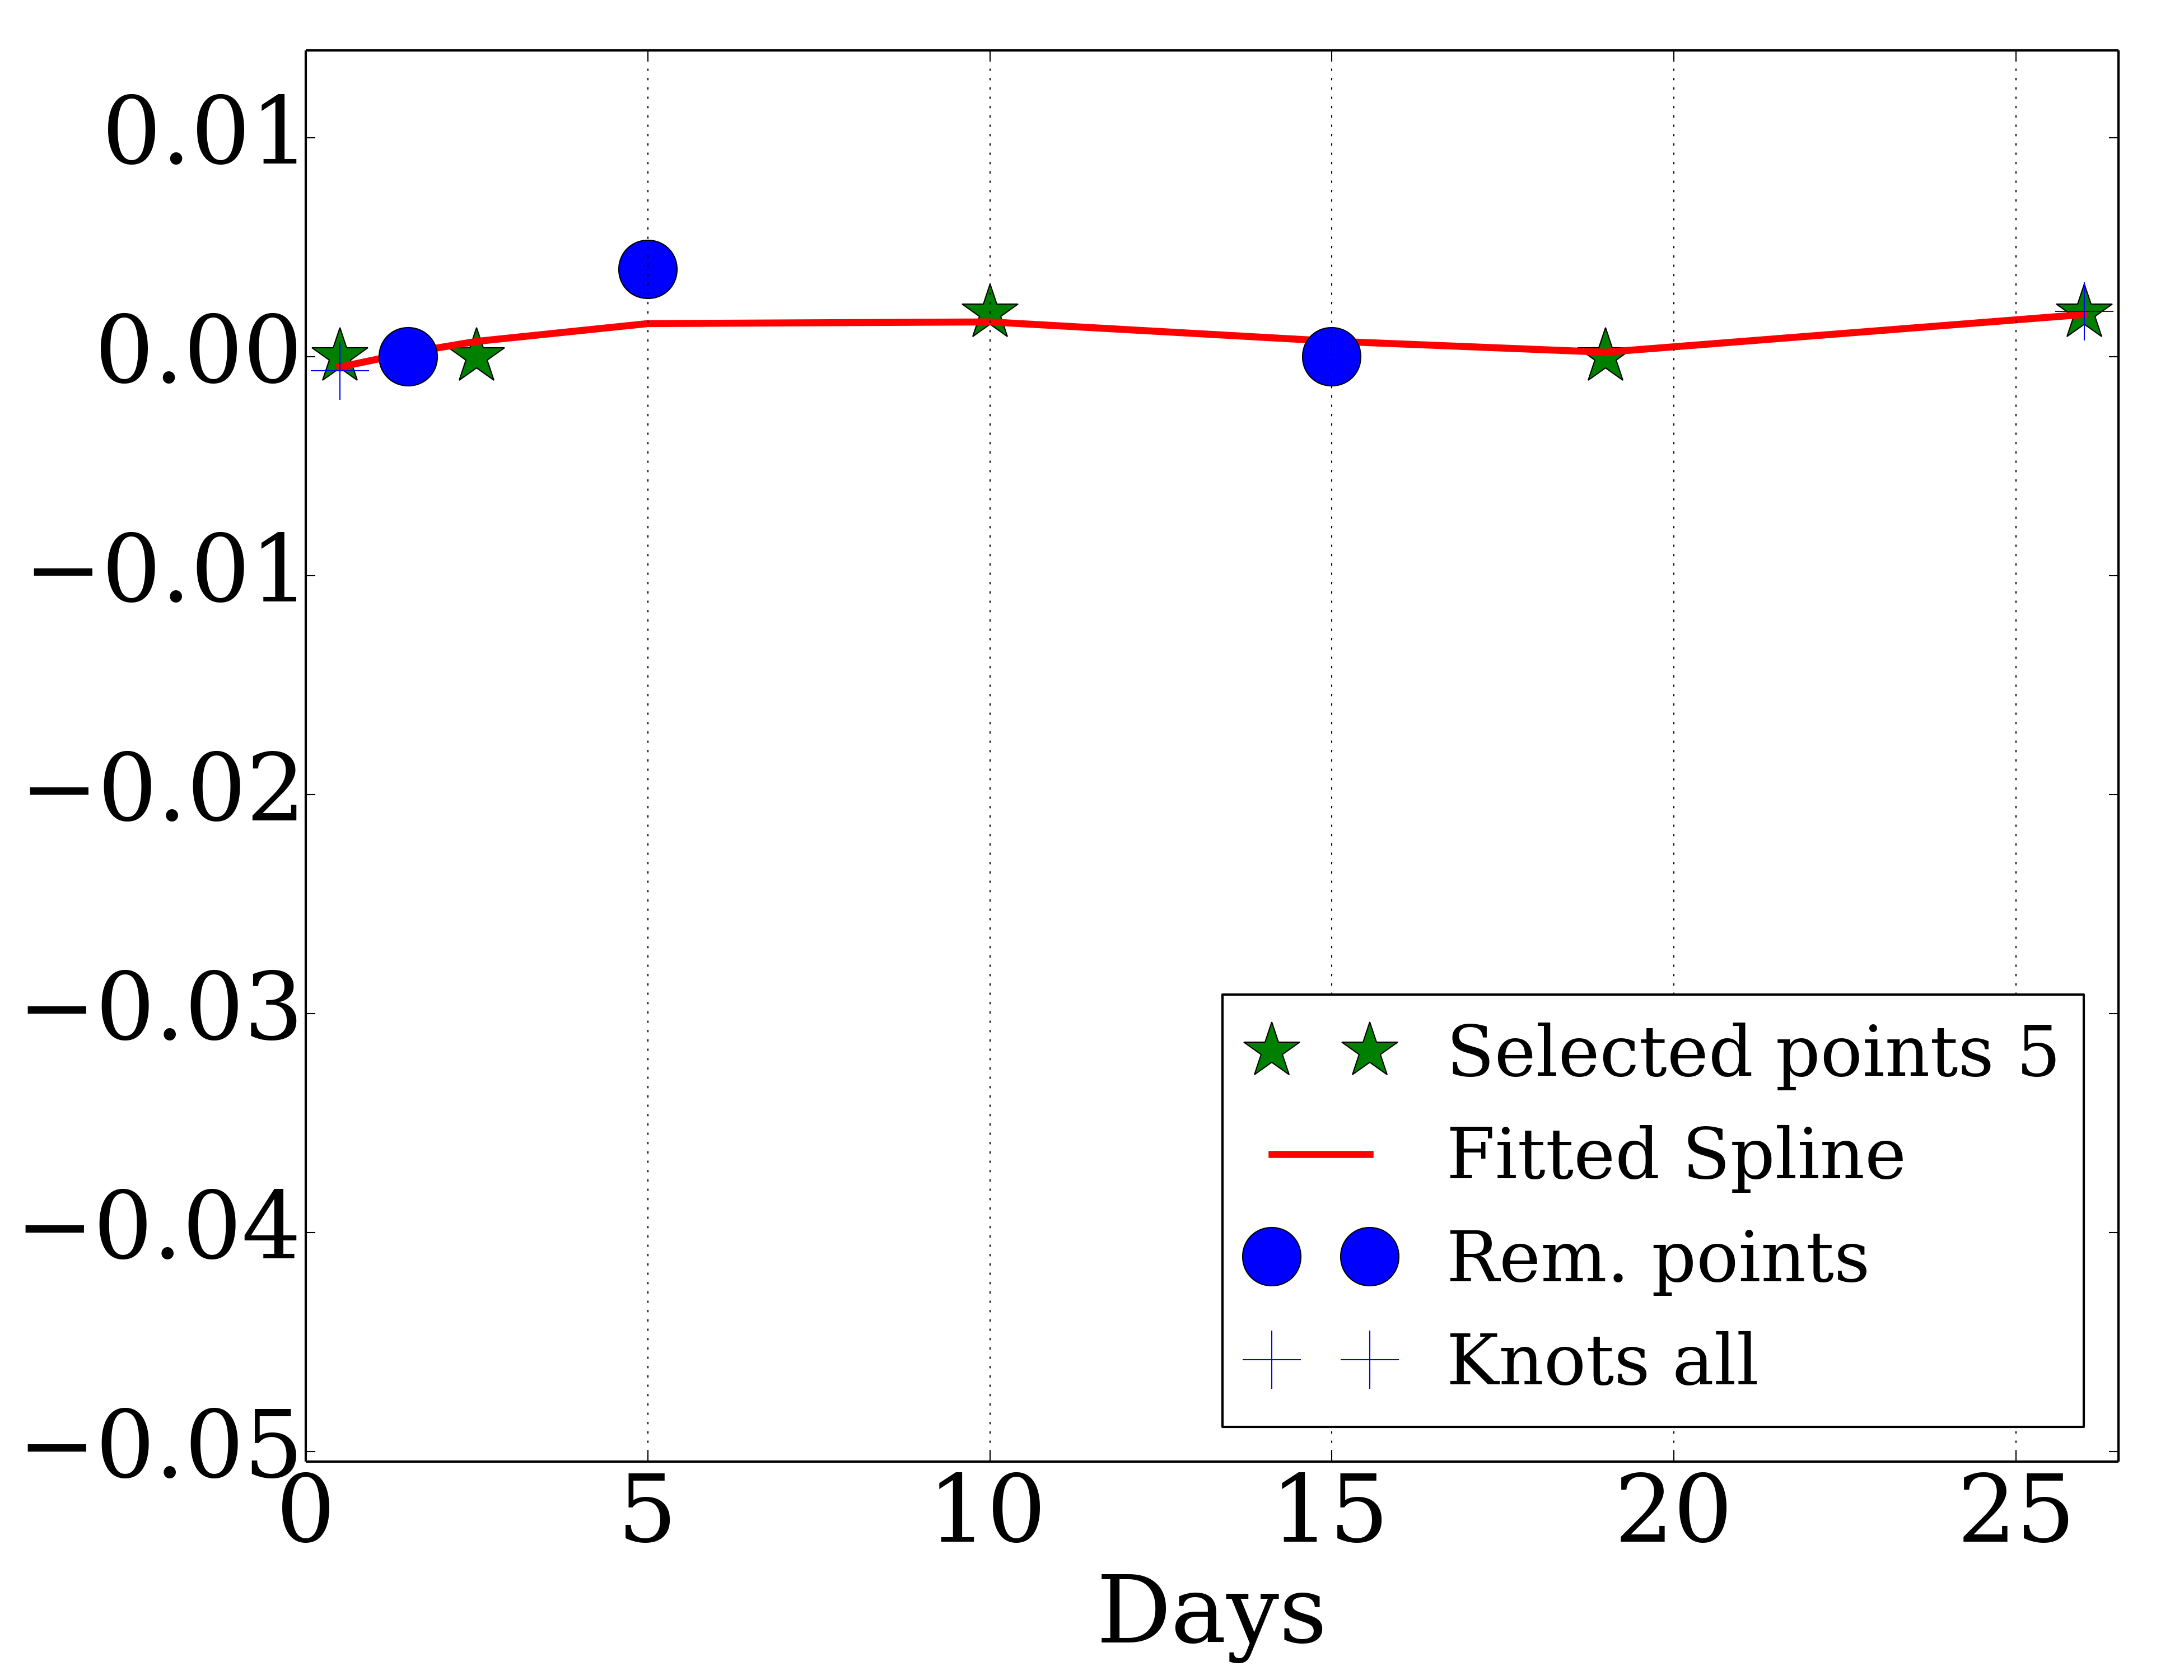 0.01
0.00
−0.01
−0.02
−0.03
−0.04
−0.05
0 5 10 15 20 25
Days
Selected points 5
Fitted Spline
Rem. points
Knots all